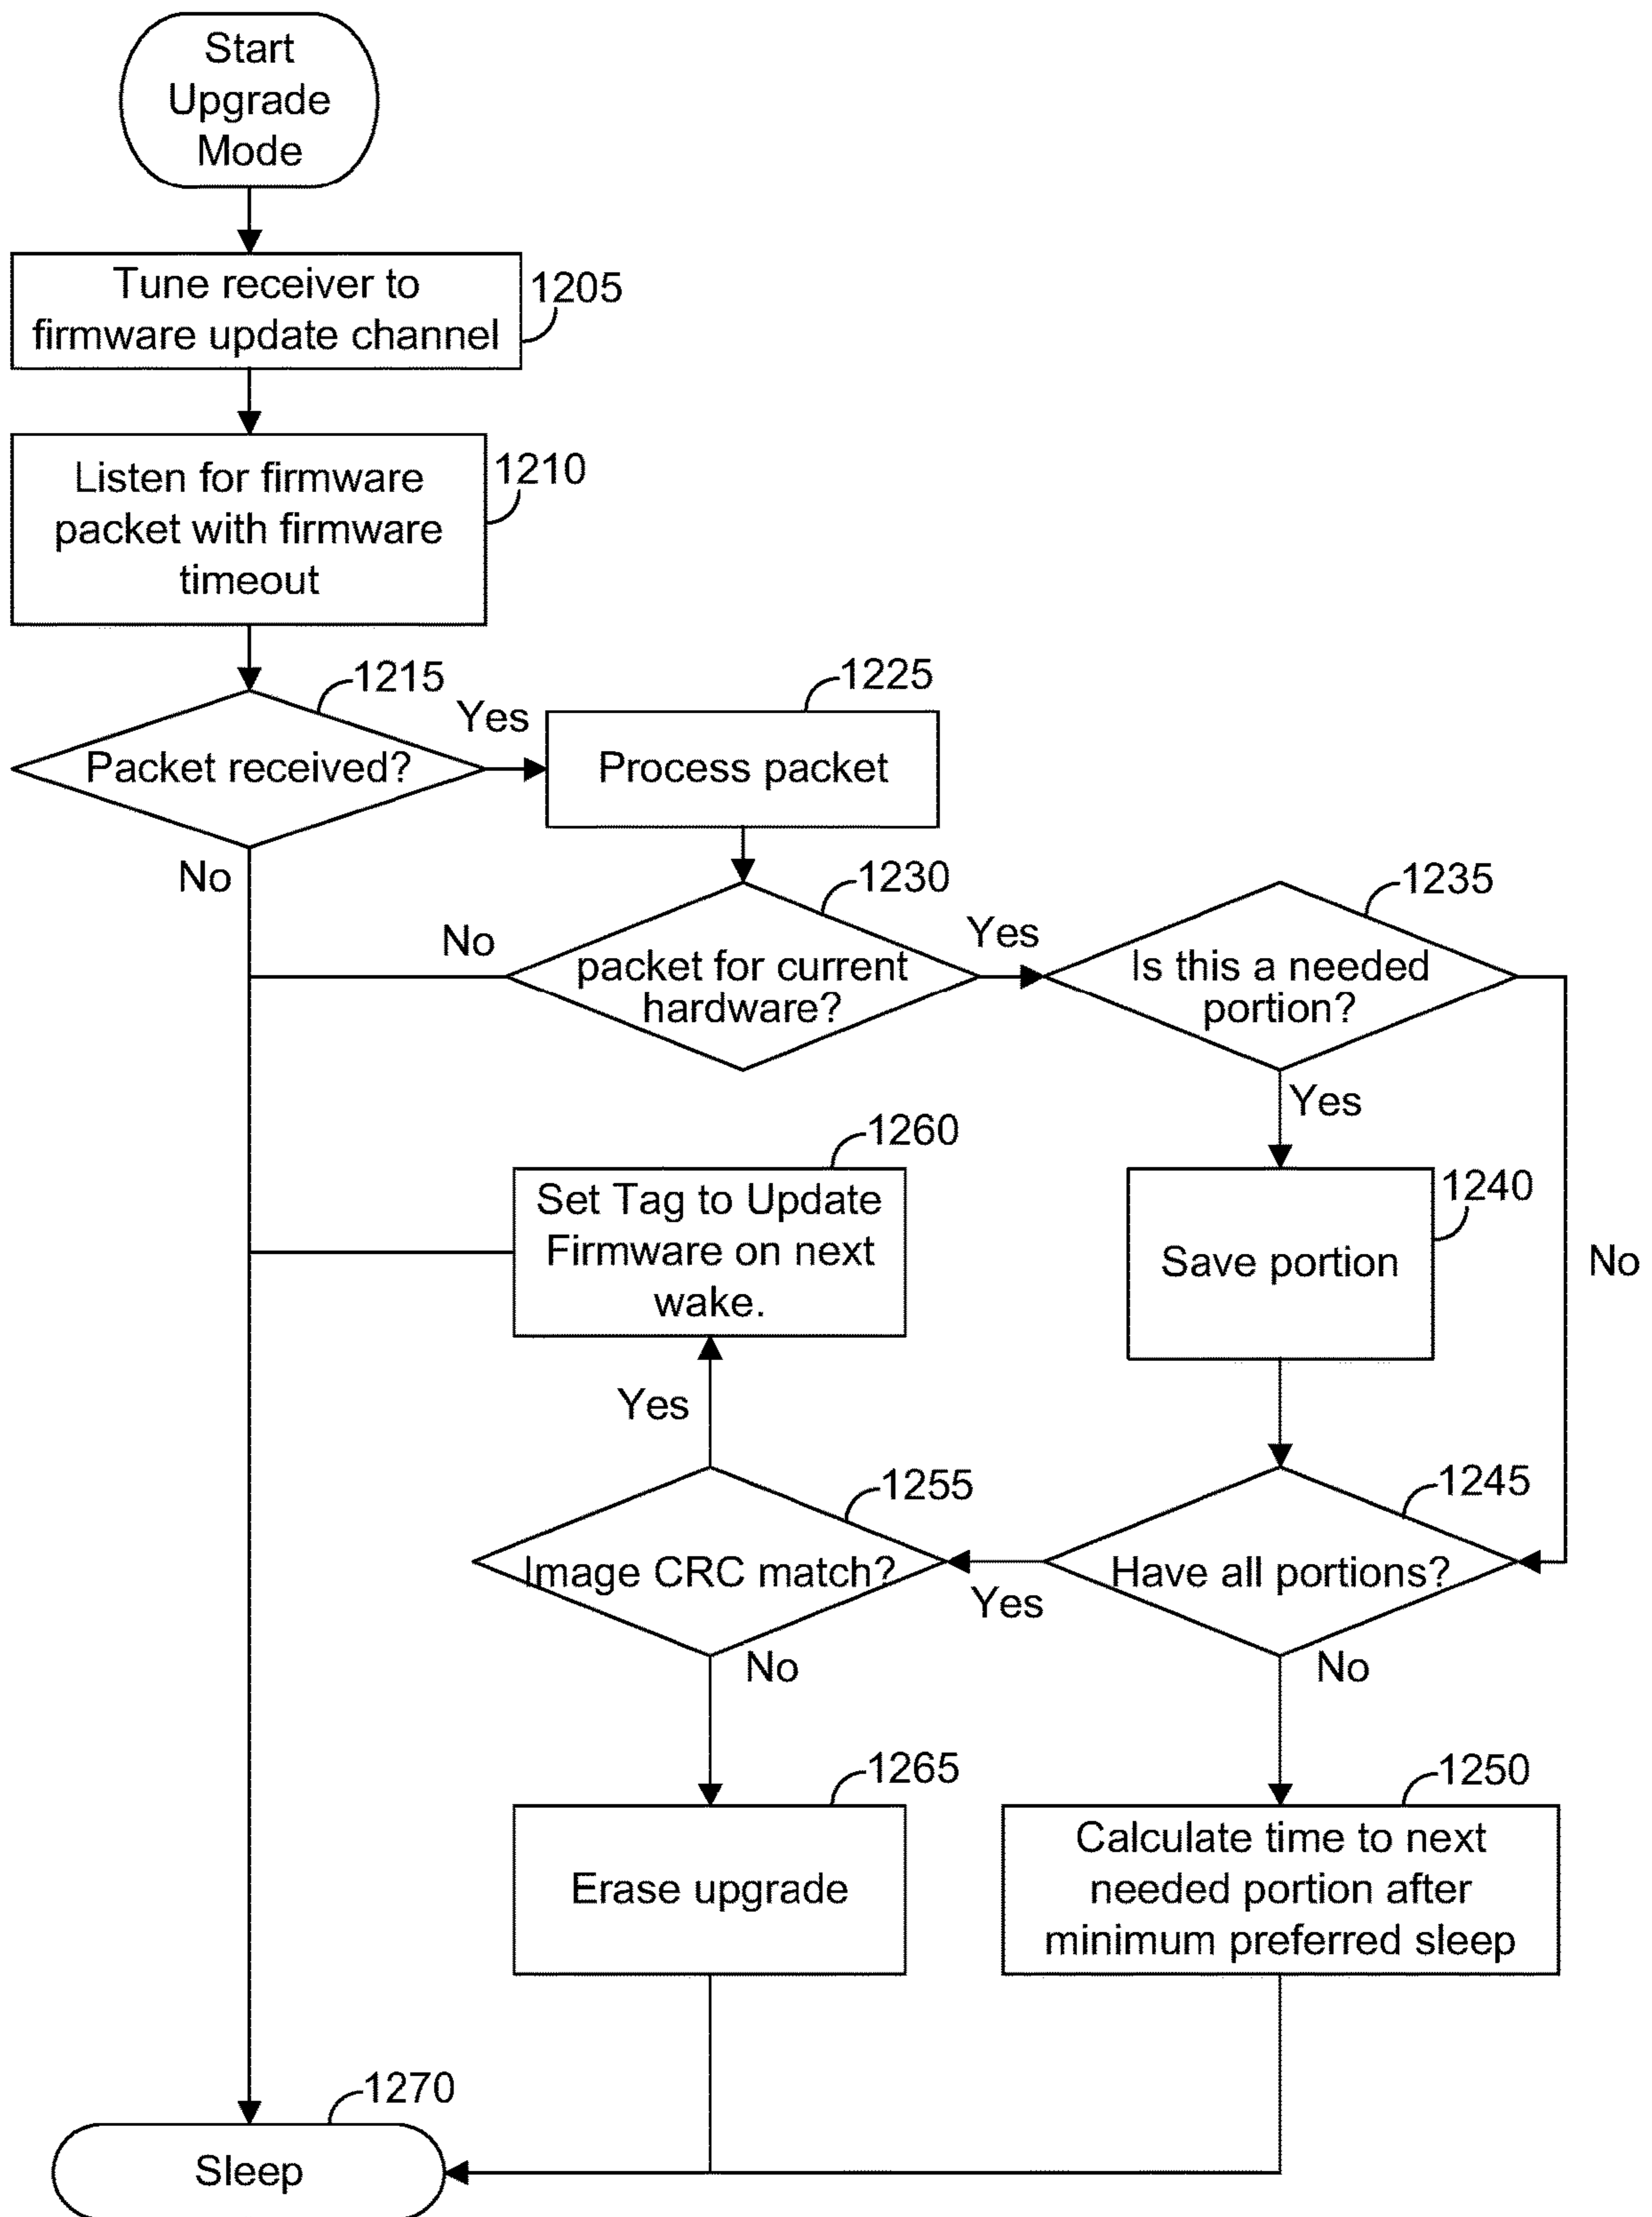 Start
Upgrade
Mode
Tune receiver to
firmware update channel
1205
Listen for firmware
packet with firmware
timeout
1210
1215
Packet received?
Yes
No
1225
Process packet
1230
packet for current
hardware?
No
Yes
1235
Is this a needed
portion?
Yes
No
1240
Save portion
1260
Set Tag to Update
Firmware on next
wake.
Yes
1255
Image CRC match?
No
1245
Have all portions?
Yes
No
1265
Erase upgrade
1250
Calculate time to next
needed portion after
minimum preferred sleep
1270
Sleep